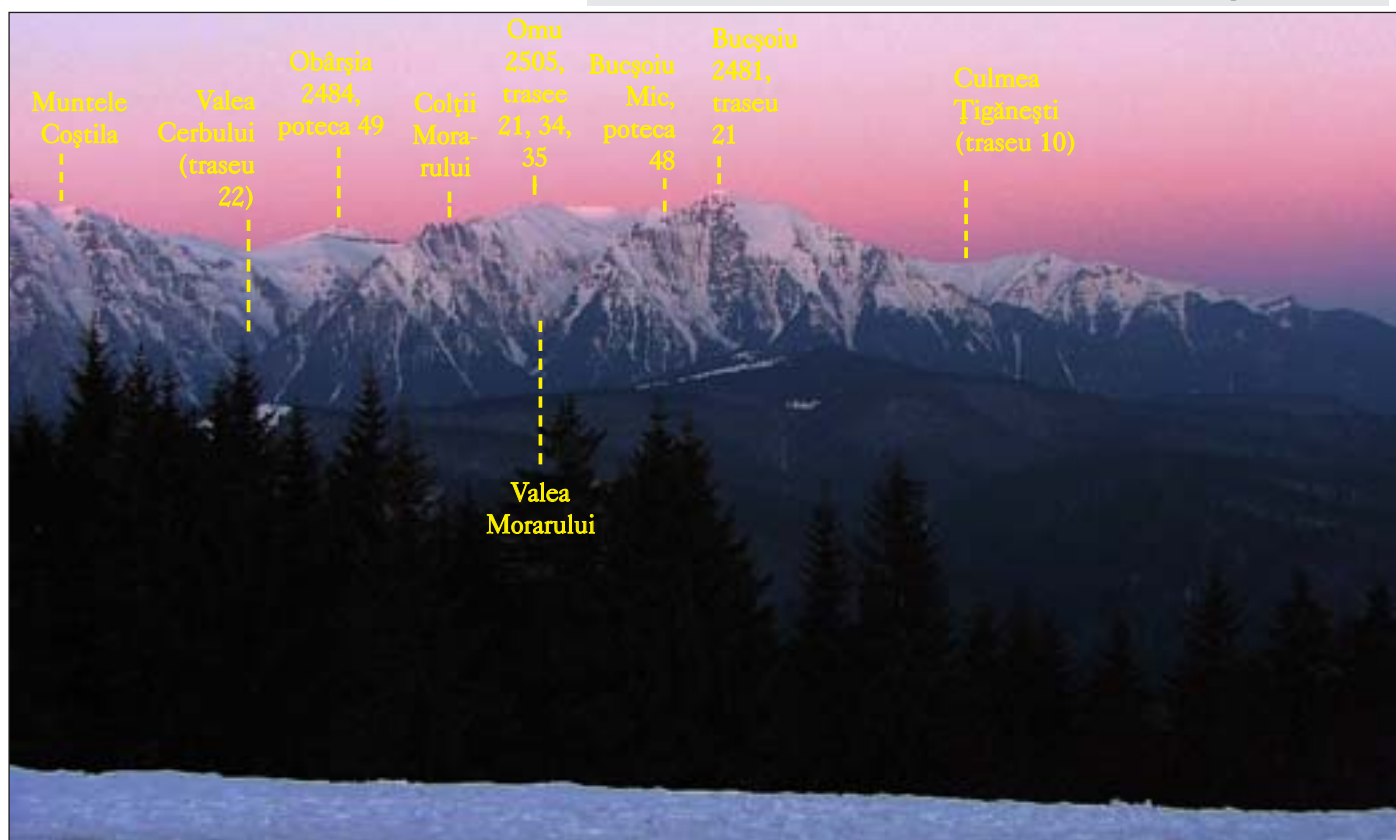 Muntele
Coştila
Valea
Cerbului
(traseu
22)
Obârşia
2484,
poteca 49
Colţii
Mora-
rului
Omu
2505,
trasee
21, 34,
35
Bucşoiu
Mic,
poteca
48
Bucşoiu
2481,
traseu
21
Culmea
Ţigăneşti
(traseu 10)
Valea
Morarului